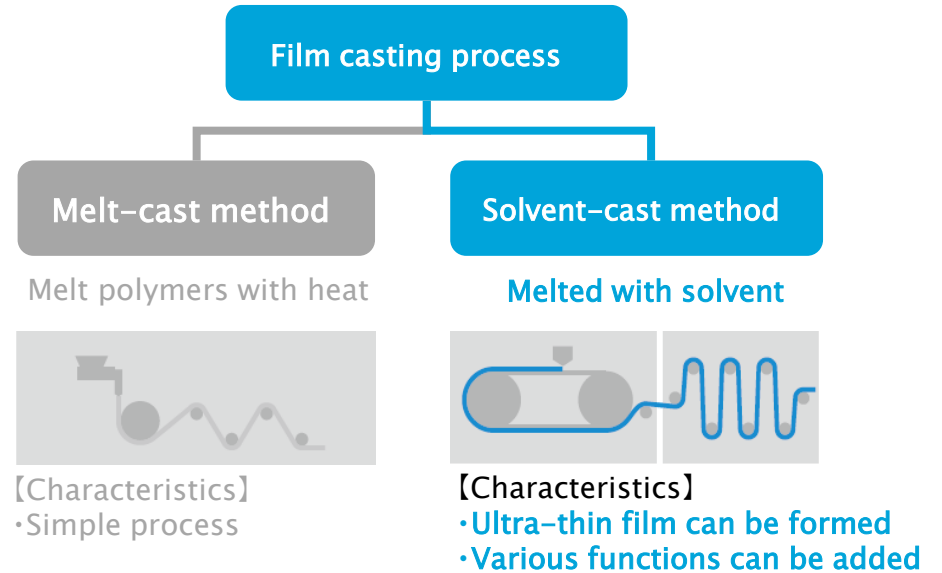 Film casting process
Melt-cast method
Solvent-cast method
Melt polymers with heat
Melted with solvent
【Characteristics】
・Simple process
【Characteristics】
・Ultra-thin film can be formed
・Various functions can be added